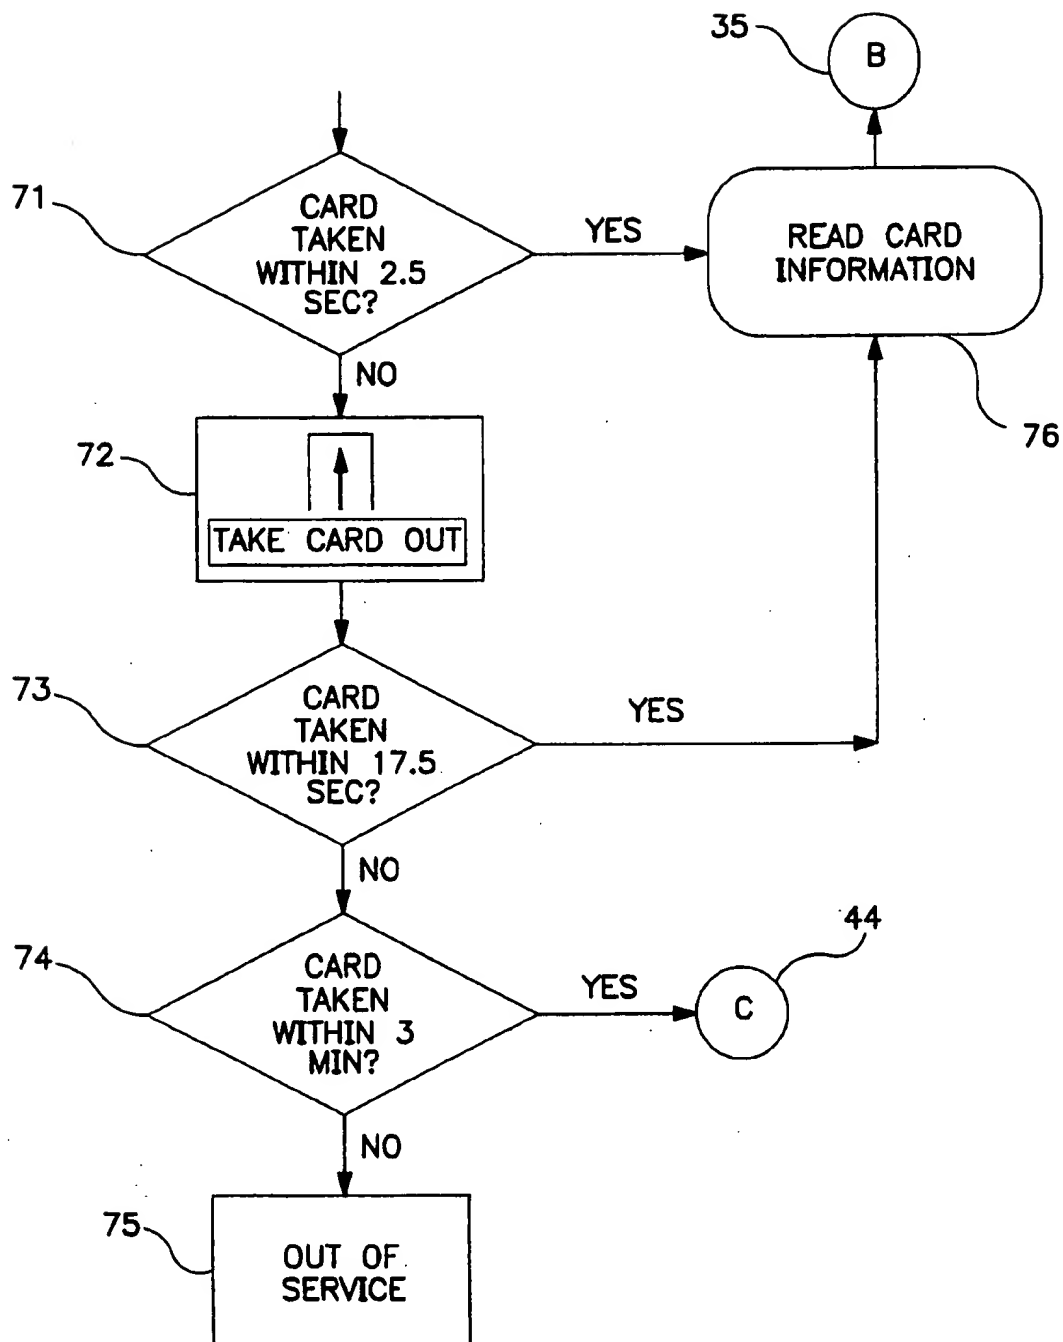 35
B
71
CARD
TAKEN
WITHIN 2.5
SEC?
YES
READ CARD
INFORMATION
NO
76
72
TAKE CARD OUT
73
CARD
TAKEN
WITHIN 17.5
SEC?
YES
NO
44
74
CARD
TAKEN
WITHIN 3
MIN?
YES
C
NO
75
OUT OF
SERVICE